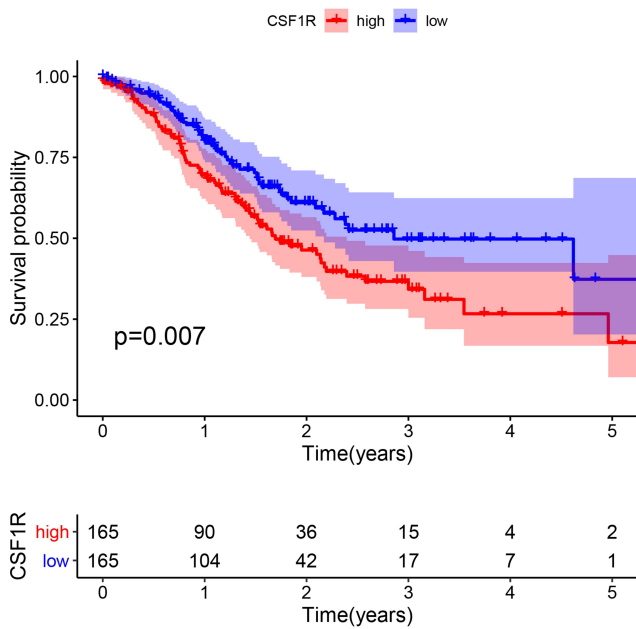 CSF1R high low
Survival probability
1.00
0.75
0.50
0.25
0.00
p=0.007
0 1 2 3 4 5
Time(years)
CSF1R
high 165 90 36 15 4 2
low 165 104 42 17 7 1
0 1 2 3 4 5
Time(years)